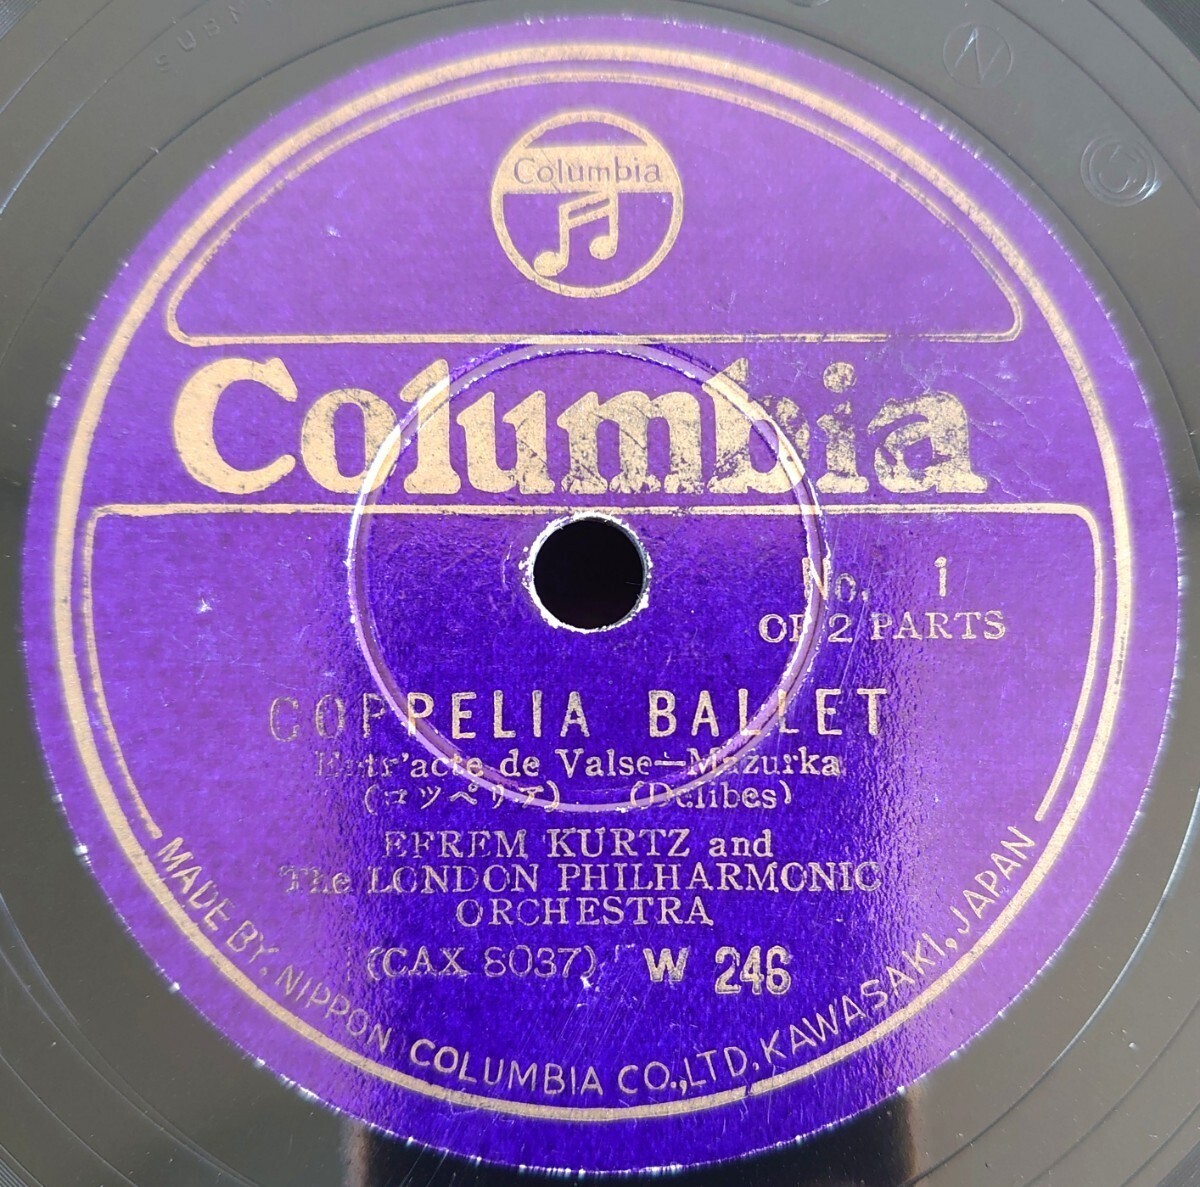 Columbia
Columbia
No. 1
OF 2 PARTS
COPPELIA BALLET
Entr'acte de Valse—Mazurka
(コッペリア) (Delibes)
EFREM KURTZ and
The LONDON PHILHARMONIC
ORCHESTRA
(CAX 8037) W 246
MADE BY. NIPPON COLUMBIA CO.,LTD. KAWASAKI, JAPAN
N